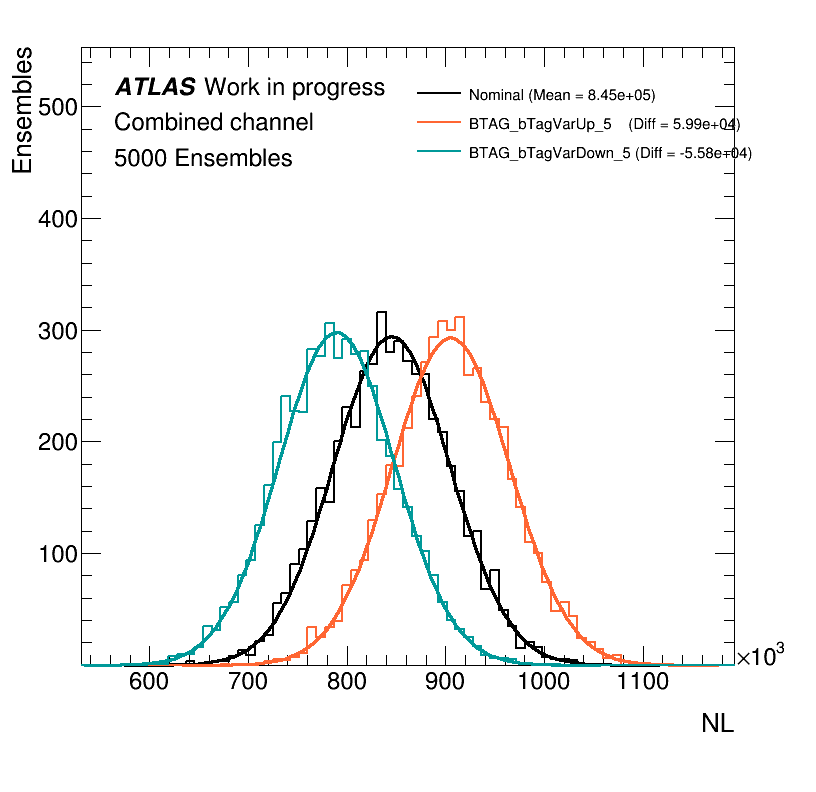 Ensembles
ATLAS Work in progress
Combined channel
5000 Ensembles
Nominal (Mean = 8.45e+05)
BTAG_bTagVarUp_5 (Diff = 5.99e+04)
BTAG_bTagVarDown_5 (Diff = -5.58e+04)
500
400
300
200
100
600 700 800 900 1000 1100
×10³
NL